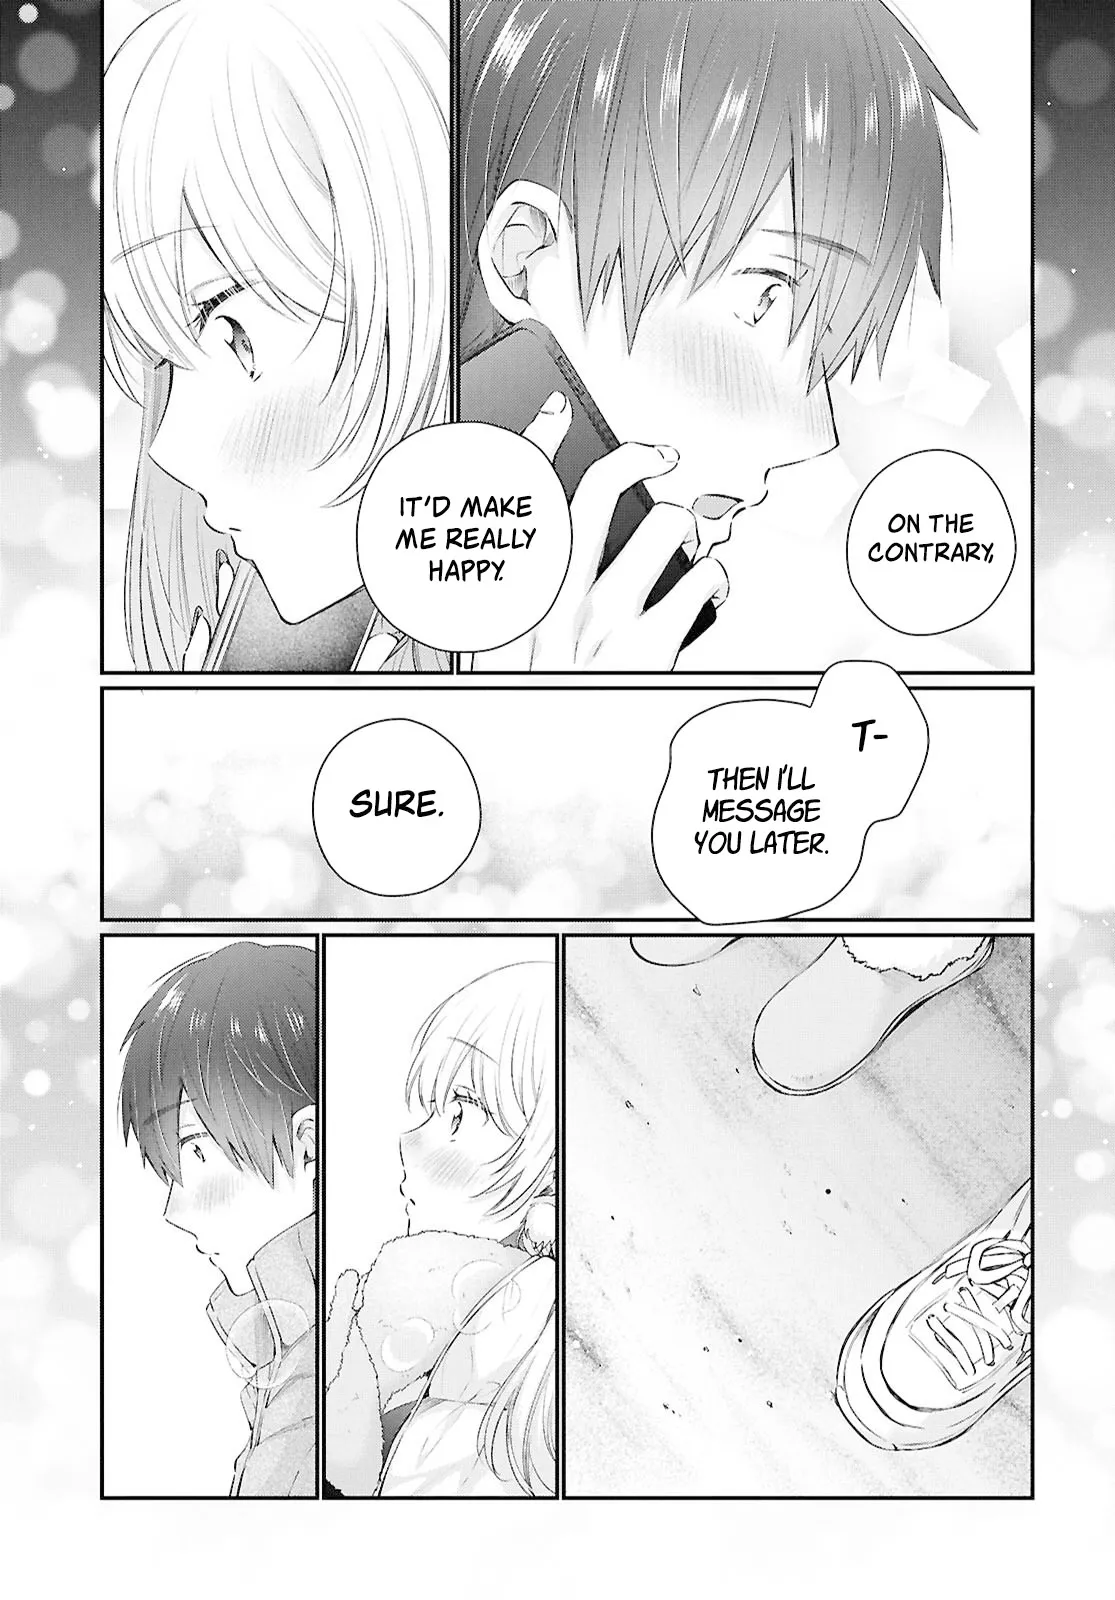 ON THE
CONTRARY,
IT'D MAKE
ME REALLY
HAPPY.
T-
THEN I'LL
MESSAGE
YOU LATER.
SURE.